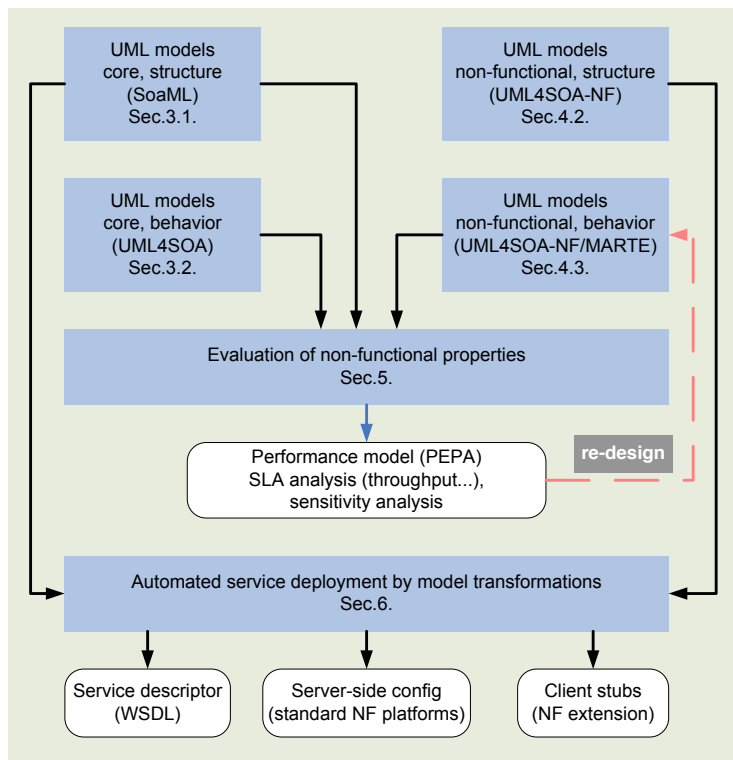 UML models
core, structure
(SoaML)
Sec.3.1.
UML models
non-functional, structure
(UML4SOA-NF)
Sec.4.2.
UML models
core, behavior
(UML4SOA)
Sec.3.2.
UML models
non-functional, behavior
(UML4SOA-NF/MARTE)
Sec.4.3.
Evaluation of non-functional properties
Sec.5.
Performance model (PEPA)
SLA analysis (throughput...),
sensitivity analysis
re-design
Automated service deployment by model transformations
Sec.6.
Service descriptor
(WSDL)
Server-side config
(standard NF platforms)
Client stubs
(NF extension)